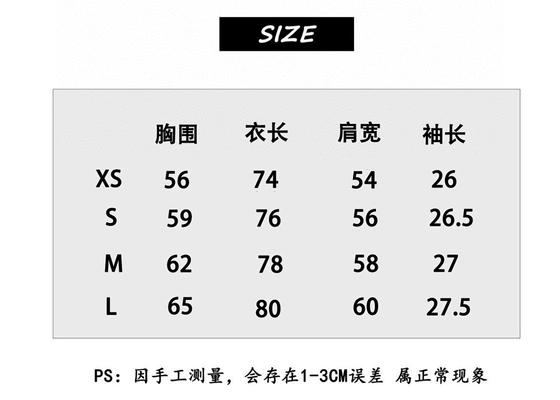 SIZE
胸围 衣长 肩宽 袖长
XS 56 74 54 26
S 59 76 56 26.5
M 62 78 58 27
L 65 80 60 27.5
PS：因手工测量，会存在1-3CM误差 属正常现象